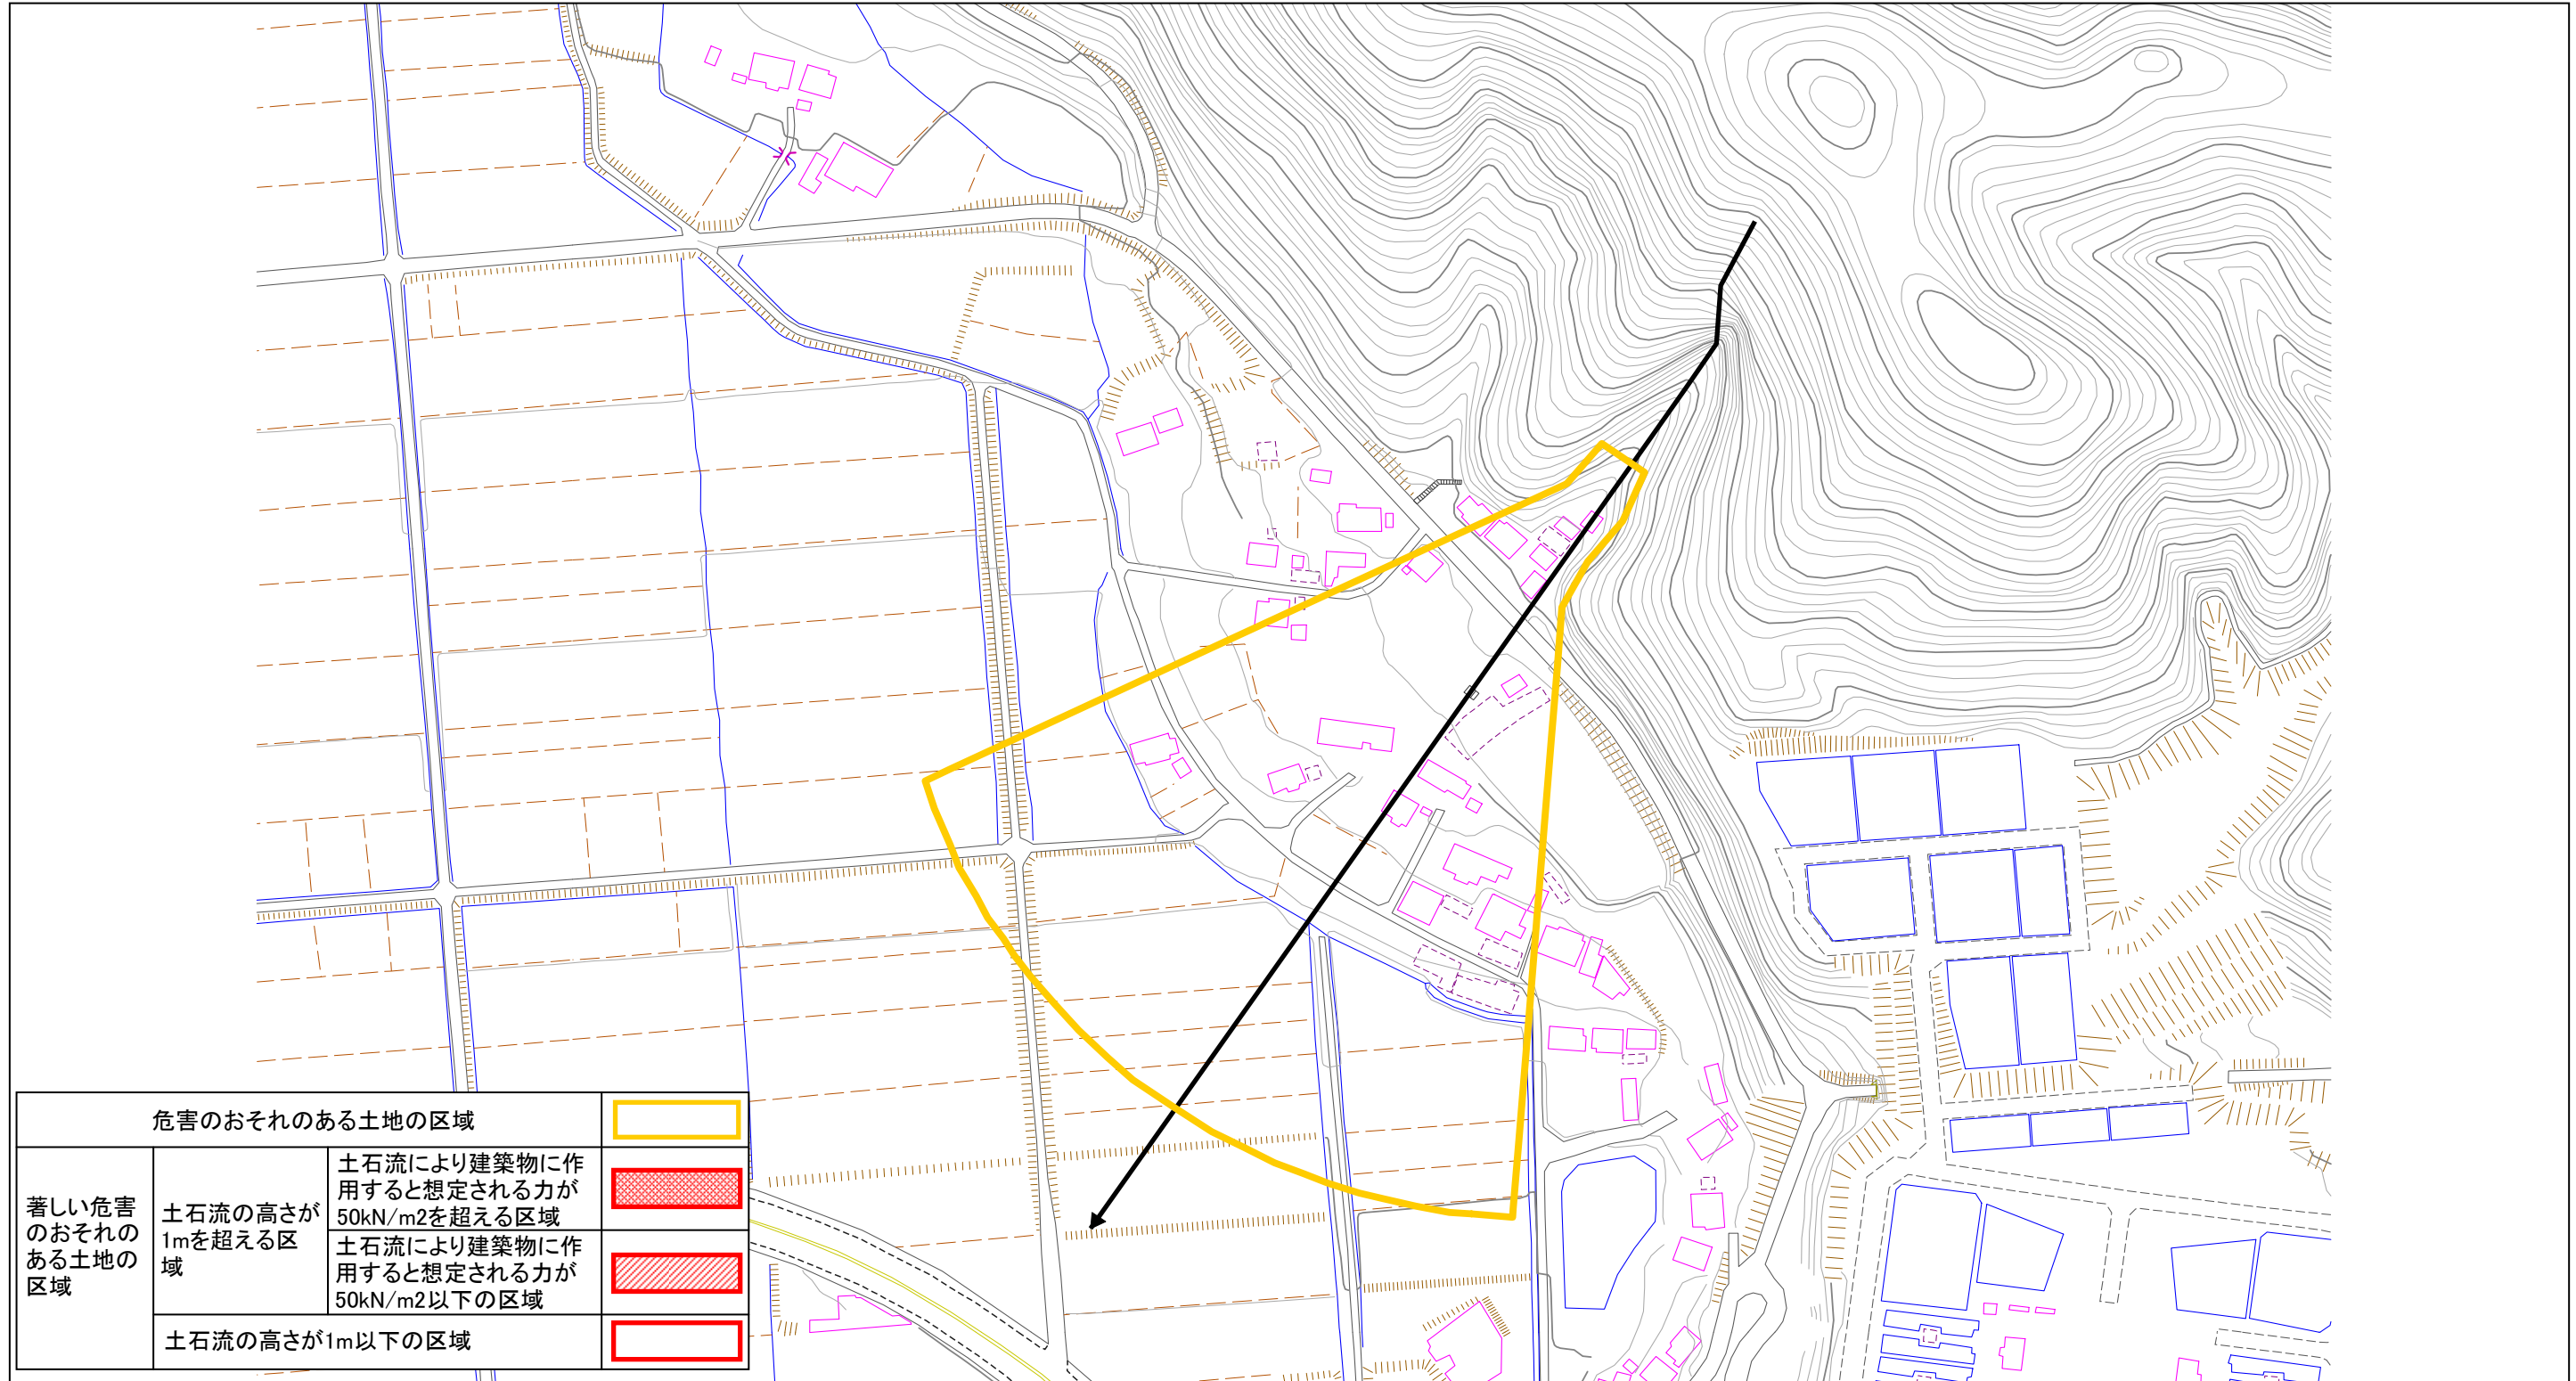 危害のおそれのある土地の区域
著しい危害
のおそれの
ある土地の
区域
土石流の高さが
1mを超える区
域
土石流により建築物に作
用すると想定される力が
50kN/m2を超える区域
土石流により建築物に作
用すると想定される力が
50kN/m2以下の区域
土石流の高さが1m以下の区域